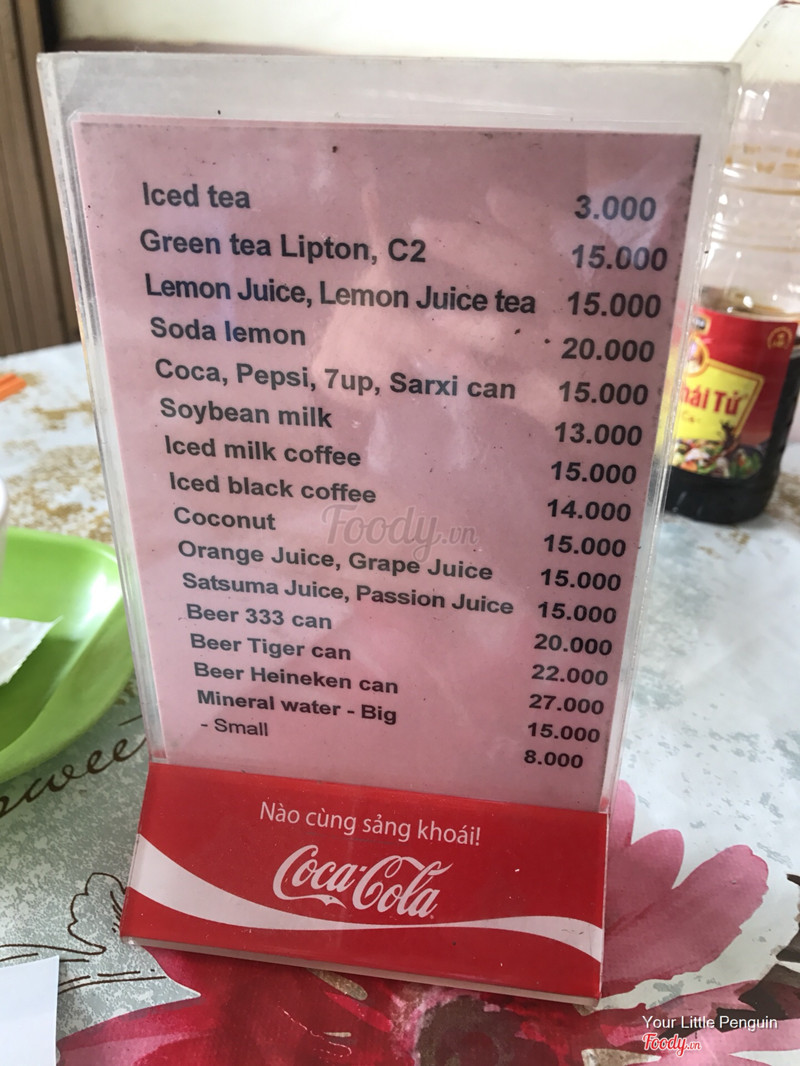 Iced tea 3.000
Green tea Lipton, C2 15.000
Lemon Juice, Lemon Juice tea 15.000
Soda lemon 20.000
Coca, Pepsi, 7up, Sarxi can 15.000
Soybean milk 13.000
Iced milk coffee 15.000
Iced black coffee 14.000
Coconut 15.000
Orange Juice, Grape Juice 15.000
Satsuma Juice, Passion Juice 15.000
Beer 333 can 20.000
Beer Tiger can 22.000
Beer Heineken can 27.000
Mineral water - Big 15.000
- Small 8.000
Foody.vn
Nào cùng sảng khoái!
Coca-Cola
hái Tử
sweet
Your Little Penguin
Foody.vn